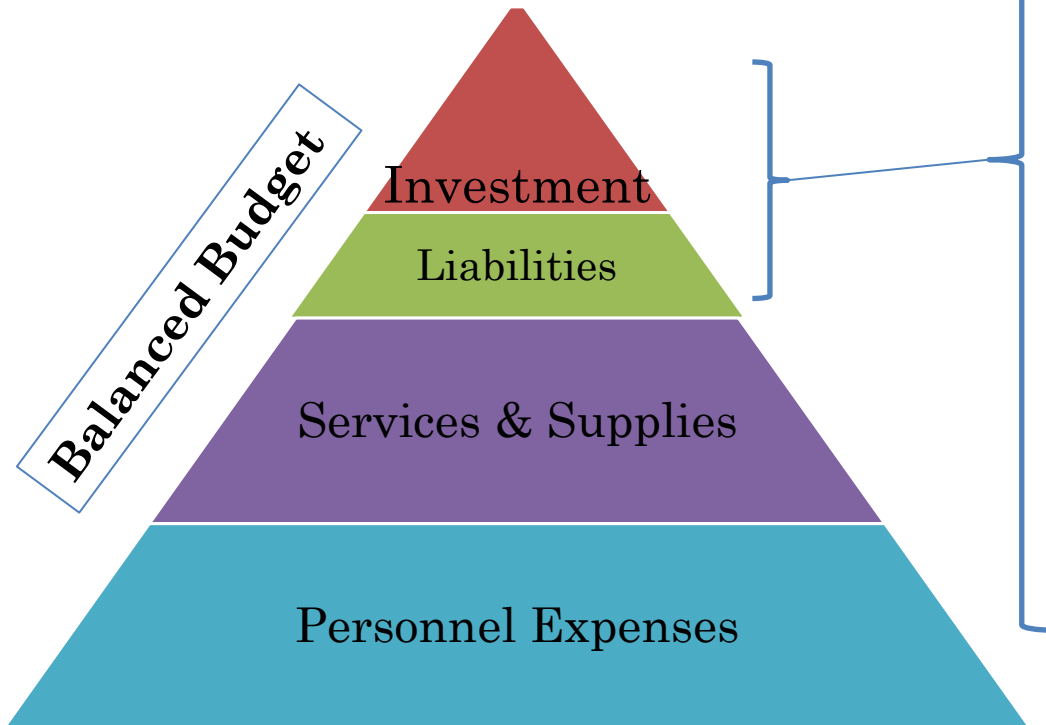 Balanced Budget
Investment
Liabilities
Services & Supplies
Personnel Expenses